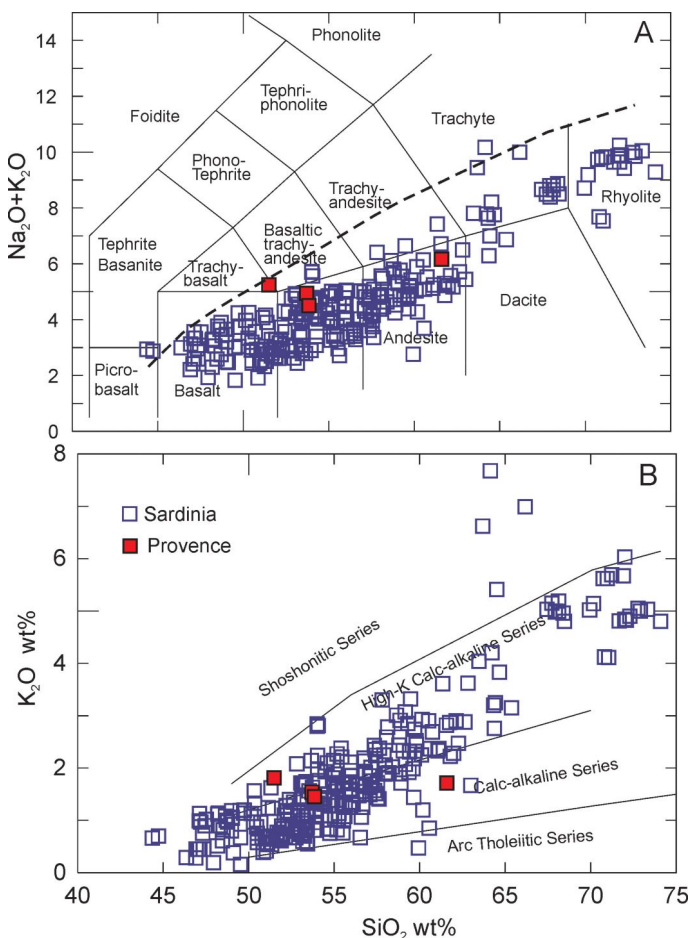 A
14
12
10
8
6
4
2
0
Na2O+K2O
Phonolite
Tephri-
phonolite
Foidite
Trachyte
Phono-
Tephrite
Trachy-
andesite
Rhyolite
Basaltic
trachy-
andesite
Tephrite
Basanite
Trachy-
basalt
Dacite
Andesite
Picro-
basalt
Basalt
B
8
6
4
2
0
K2O wt%
Sardinia
Provence
Shoshonitic Series
High-K Calc-alkaline Series
Calc-alkaline Series
Arc Tholeiitic Series
40
45
50
55
60
65
70
75
SiO2 wt%